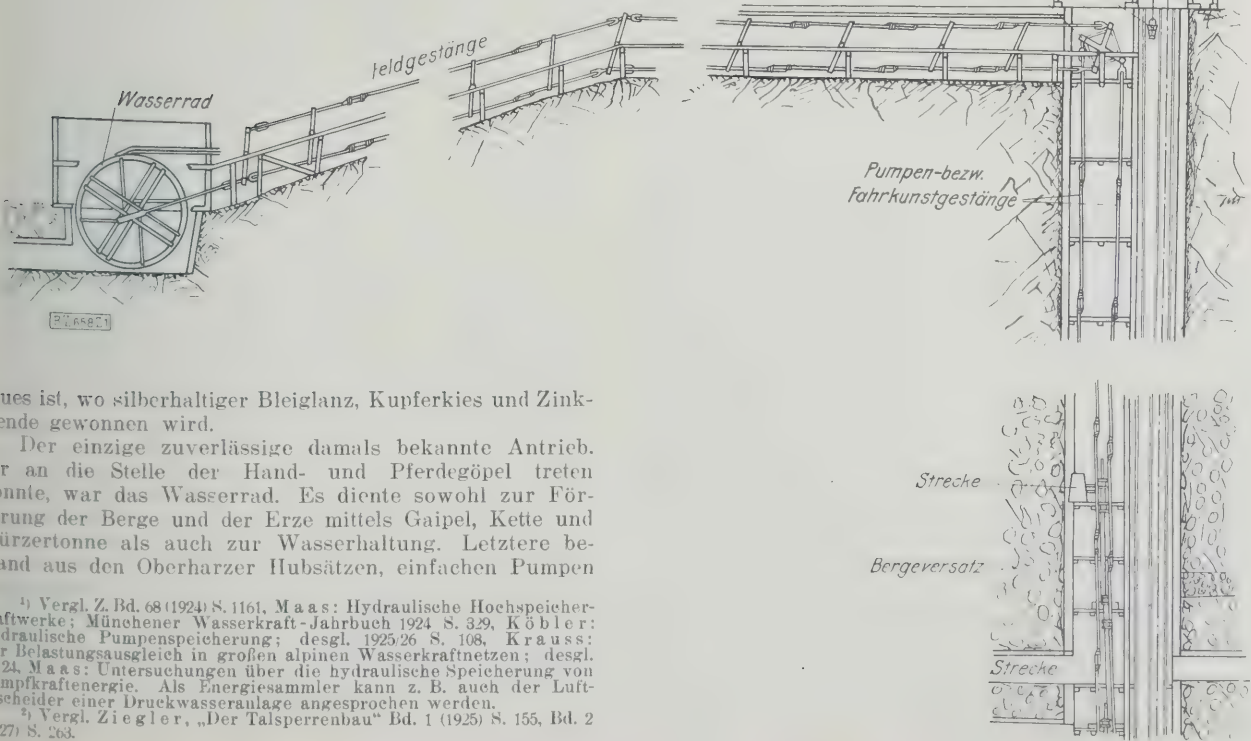 Wasserrad
Feldgestänge
Pumpen-bezw.
Fahrkunstgestänge
Strecke
Bergeversatz
Strecke
ues ist, wo silberhaltiger Bleiglanz, Kupferkies und Zink-
ende gewonnen wird.
Der einzige zuverlässige damals bekannte Antrieb.
r an die Stelle der Hand- und Pferdegöpel treten
onnte, war das Wasserrad. Es diente sowohl zur För-
rung der Berge und der Erze mittels Gaipel, Kette und
ürzertonne als auch zur Wasserhaltung. Letztere be-
and aus den Oberharzer Hubsätzen, einfachen Pumpen
¹) Vergl. Z. Bd. 68 (1924) S. 1161, Maas: Hydraulische Hochspeicher-
aftwerke; Münchener Wasserkraft-Jahrbuch 1924 S. 329, Köbler:
draulische Pumpenspeicherung; desgl. 1925/26 S. 108, Krauss:
r Belastungsausgleich in großen alpinen Wasserkraftnetzen; desgl.
24, Maas: Untersuchungen über die hydraulische Speicherung von
mpfkraftenergie. Als Energiesammler kann z. B. auch der Luft-
scheider einer Druckwasseranlage angesprochen werden.
²) Vergl. Ziegler, „Der Talsperrenbau“ Bd. 1 (1925) S. 155, Bd. 2
27) S. 263.